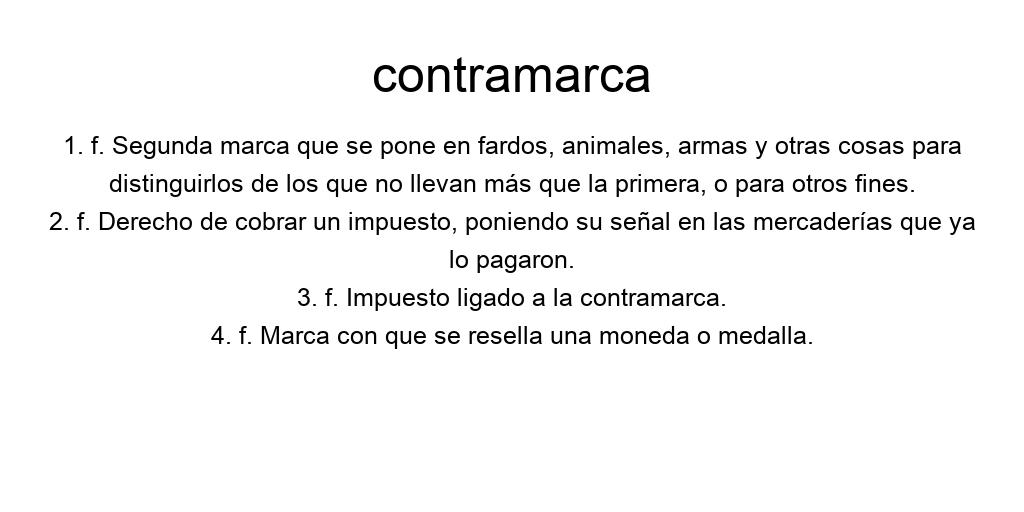 contramarca
1. f. Segunda marca que se pone en fardos, animales, armas y otras cosas para
distinguirlos de los que no llevan más que la primera, o para otros fines.
2. f. Derecho de cobrar un impuesto, poniendo su señal en las mercaderías que ya
lo pagaron.
3. f. Impuesto ligado a la contramarca.
4. f. Marca con que se resella una moneda o medalla.